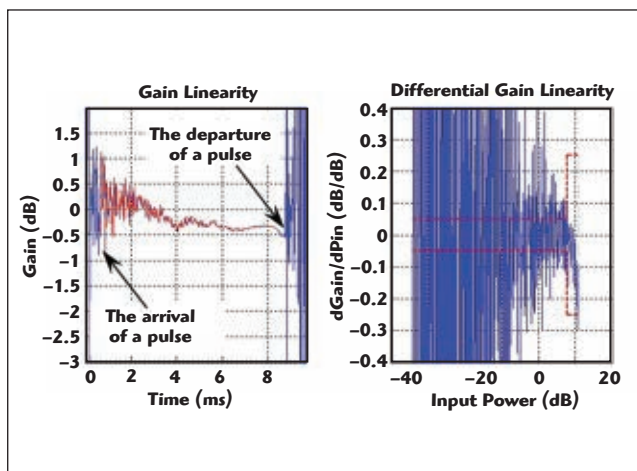 Gain Linearity
1.5
1
0.5
0
−0.5
−1
−1.5
−2
−2.5
−3
Gain (dB)
The departure
of a pulse
The arrival
of a pulse
0 2 4 6 8
Time (ms)
Differential Gain Linearity
0.4
0.3
0.2
0.1
0
−0.1
−0.2
−0.3
−0.4
dGain/dPin (dB/dB)
−40 −20 0 20
Input Power (dB)